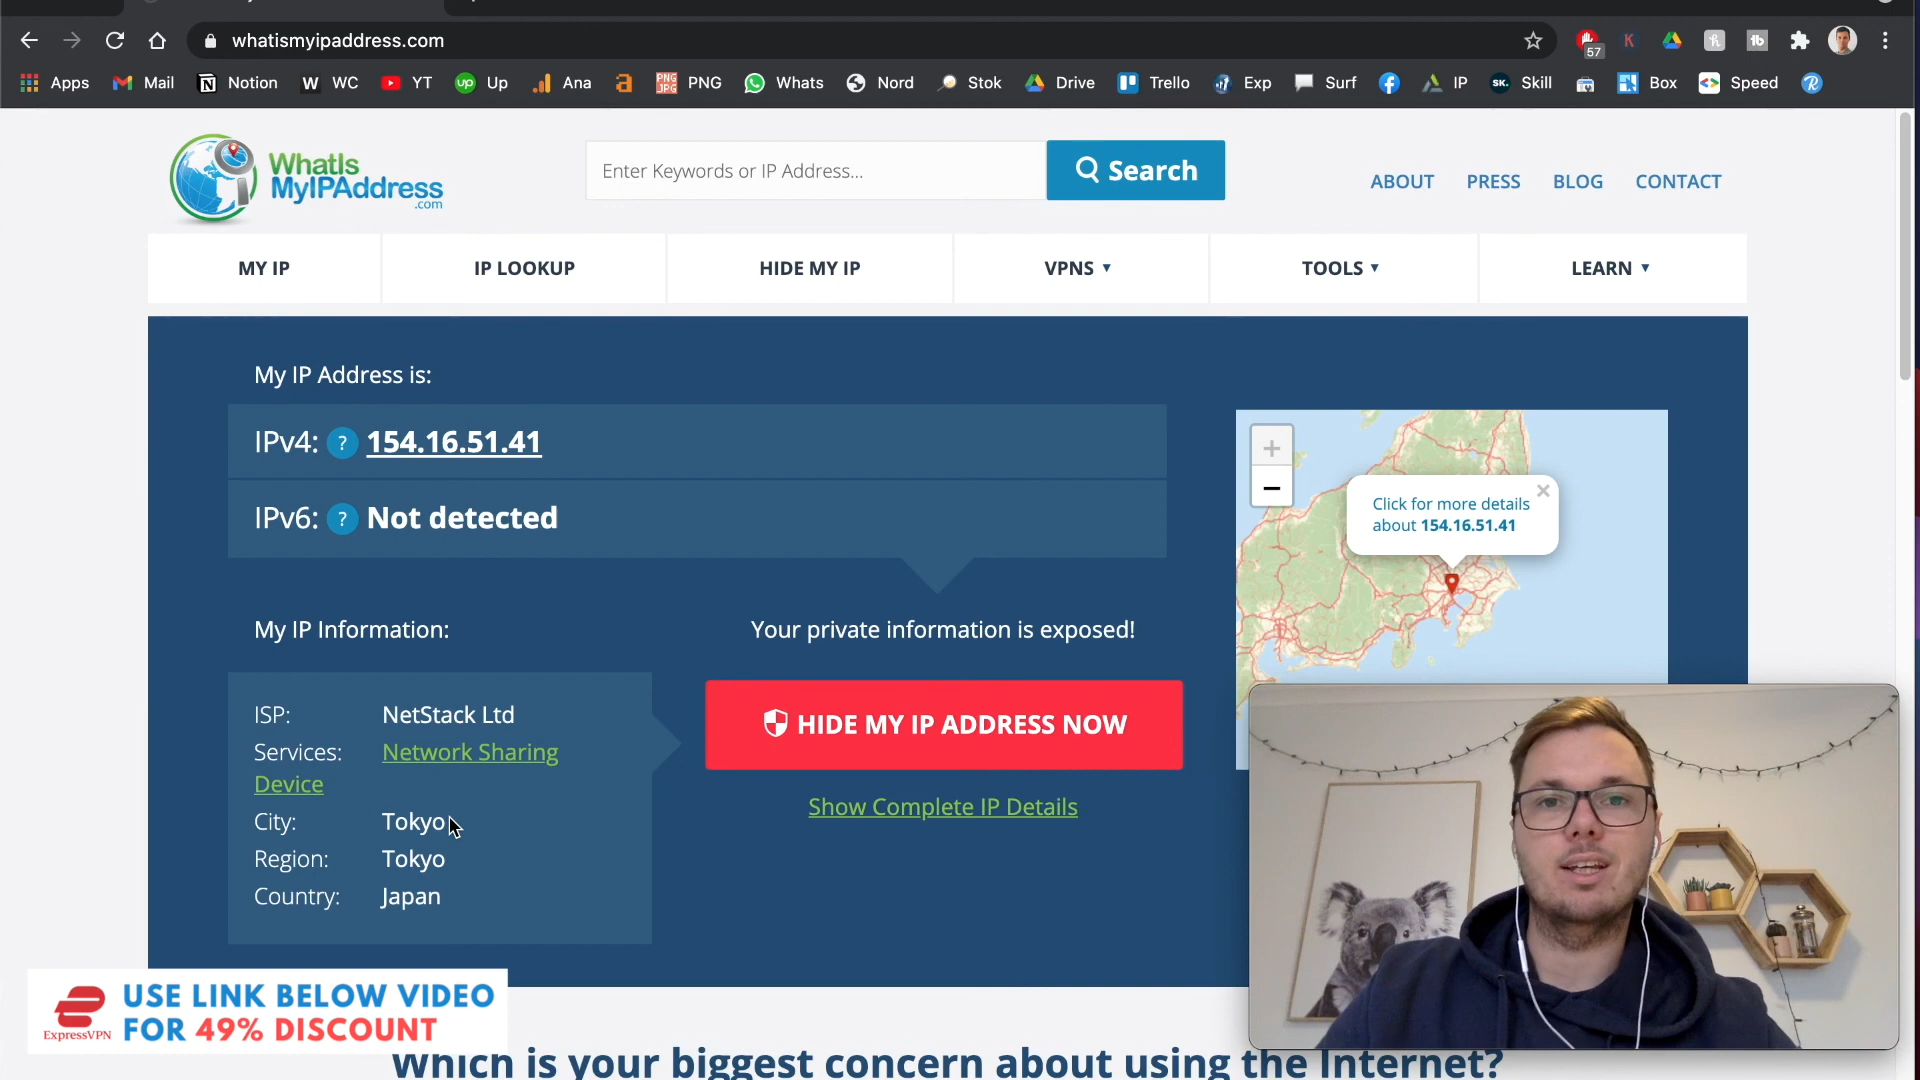 whatismyipaddress.com
57
Apps Mail Notion WC YT Up Ana PNG Whats Nord Stok Drive Trello Exp Surf IP Skill Box Speed
WhatIs
MyIPAddress
.com
Enter Keywords or IP Address...
Search
ABOUT PRESS BLOG CONTACT
MY IP IP LOOKUP HIDE MY IP VPNS TOOLS LEARN
My IP Address is:
IPv4: ? 154.16.51.41
IPv6: ? Not detected
+
−
Click for more details
about 154.16.51.41
×
My IP Information:
Your private information is exposed!
ISP: NetStack Ltd
Services: Network Sharing
Device
City: Tokyo
Region: Tokyo
Country: Japan
HIDE MY IP ADDRESS NOW
Show Complete IP Details
ExpressVPN
USE LINK BELOW VIDEO
FOR 49% DISCOUNT
Which is your biggest concern about using the Internet?